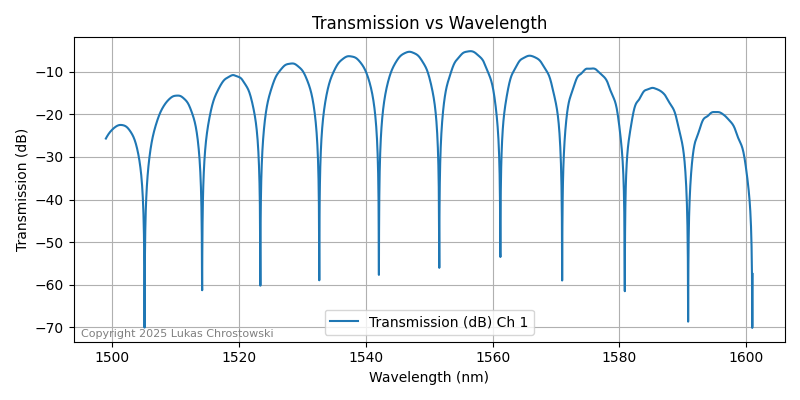 Transmission vs Wavelength
Transmission (dB)
−10
−20
−30
−40
−50
−60
−70
Transmission (dB) Ch 1
Copyright 2025 Lukas Chrostowski
1500 1520 1540 1560 1580 1600
Wavelength (nm)